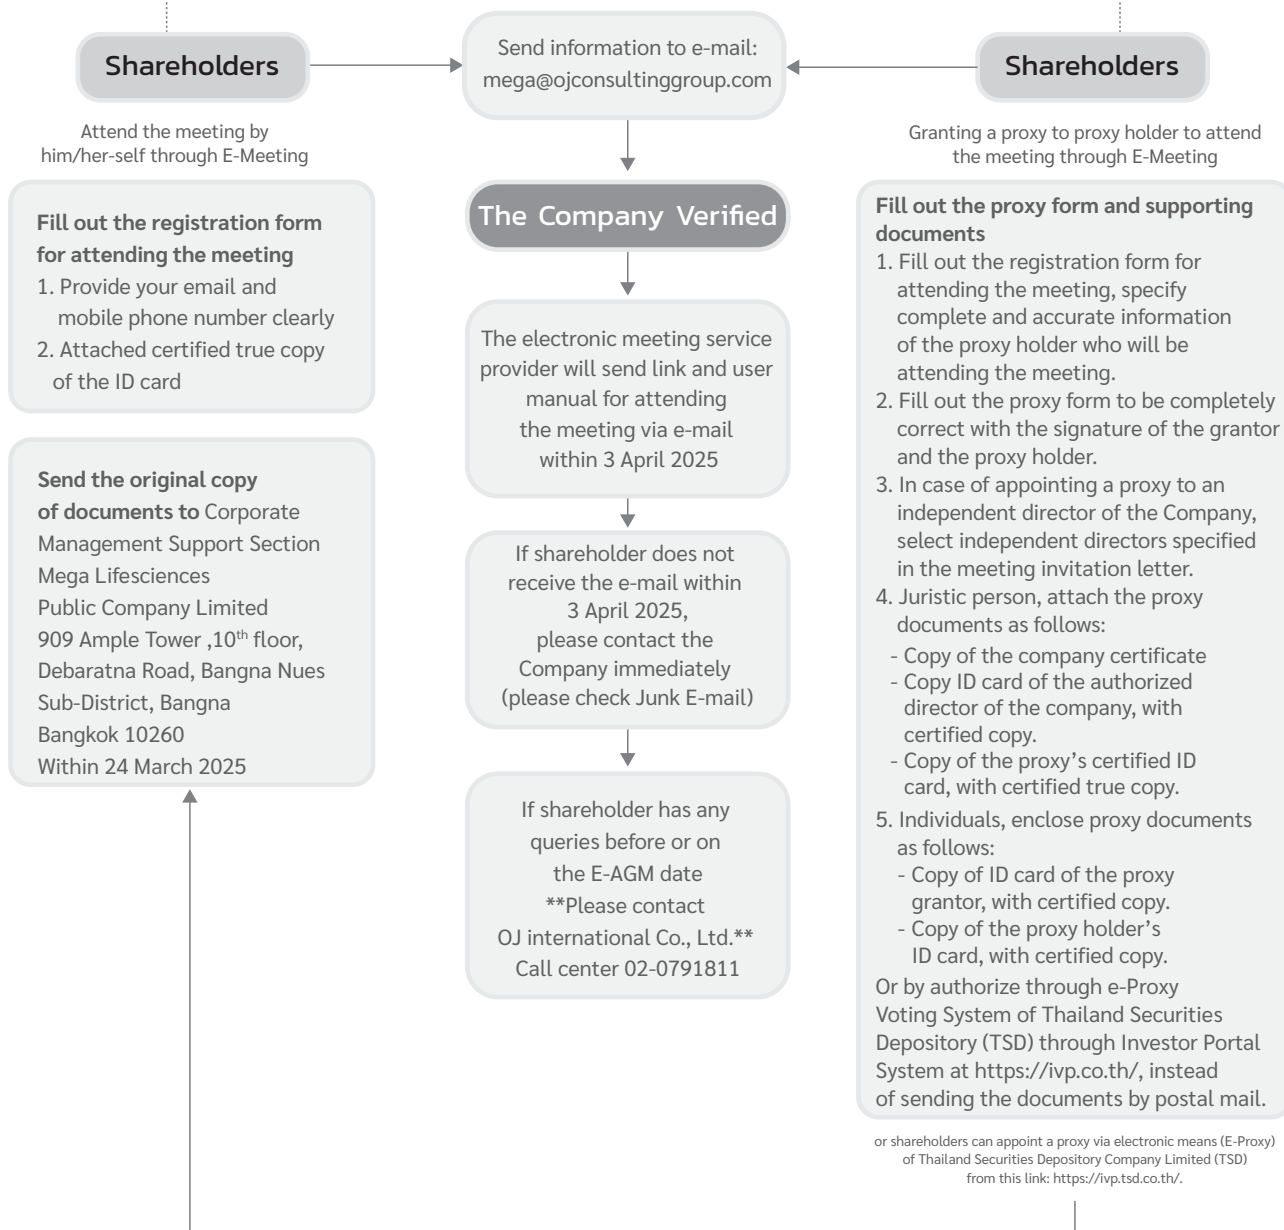 Shareholders
Attend the meeting by
him/her-self through E-Meeting
Fill out the registration form
for attending the meeting
1. Provide your email and
mobile phone number clearly
2. Attached certified true copy
of the ID card
Send the original copy
of documents to Corporate
Management Support Section
Mega Lifesciences
Public Company Limited
909 Ample Tower ,10th floor,
Debaratna Road, Bangna Nues
Sub-District, Bangna
Bangkok 10260
Within 24 March 2025
Send information to e-mail:
mega@ojconsultinggroup.com
The Company Verified
The electronic meeting service
provider will send link and user
manual for attending
the meeting via e-mail
within 3 April 2025
If shareholder does not
receive the e-mail within
3 April 2025,
please contact the
Company immediately
(please check Junk E-mail)
If shareholder has any
queries before or on
the E-AGM date
**Please contact
OJ international Co., Ltd.**
Call center 02-0791811
Shareholders
Granting a proxy to proxy holder to attend
the meeting through E-Meeting
Fill out the proxy form and supporting
documents
1. Fill out the registration form for
attending the meeting, specify
complete and accurate information
of the proxy holder who will be
attending the meeting.
2. Fill out the proxy form to be completely
correct with the signature of the grantor
and the proxy holder.
3. In case of appointing a proxy to an
independent director of the Company,
select independent directors specified
in the meeting invitation letter.
4. Juristic person, attach the proxy
documents as follows:
- Copy of the company certificate
- Copy ID card of the authorized
director of the company, with
certified copy.
- Copy of the proxy’s certified ID
card, with certified true copy.
5. Individuals, enclose proxy documents
as follows:
- Copy of ID card of the proxy
grantor, with certified copy.
- Copy of the proxy holder’s
ID card, with certified copy.
Or by authorize through e-Proxy
Voting System of Thailand Securities
Depository (TSD) through Investor Portal
System at https://ivp.co.th/, instead
of sending the documents by postal mail.
or shareholders can appoint a proxy via electronic means (E-Proxy)
of Thailand Securities Depository Company Limited (TSD)
from this link: https://ivp.tsd.co.th/.